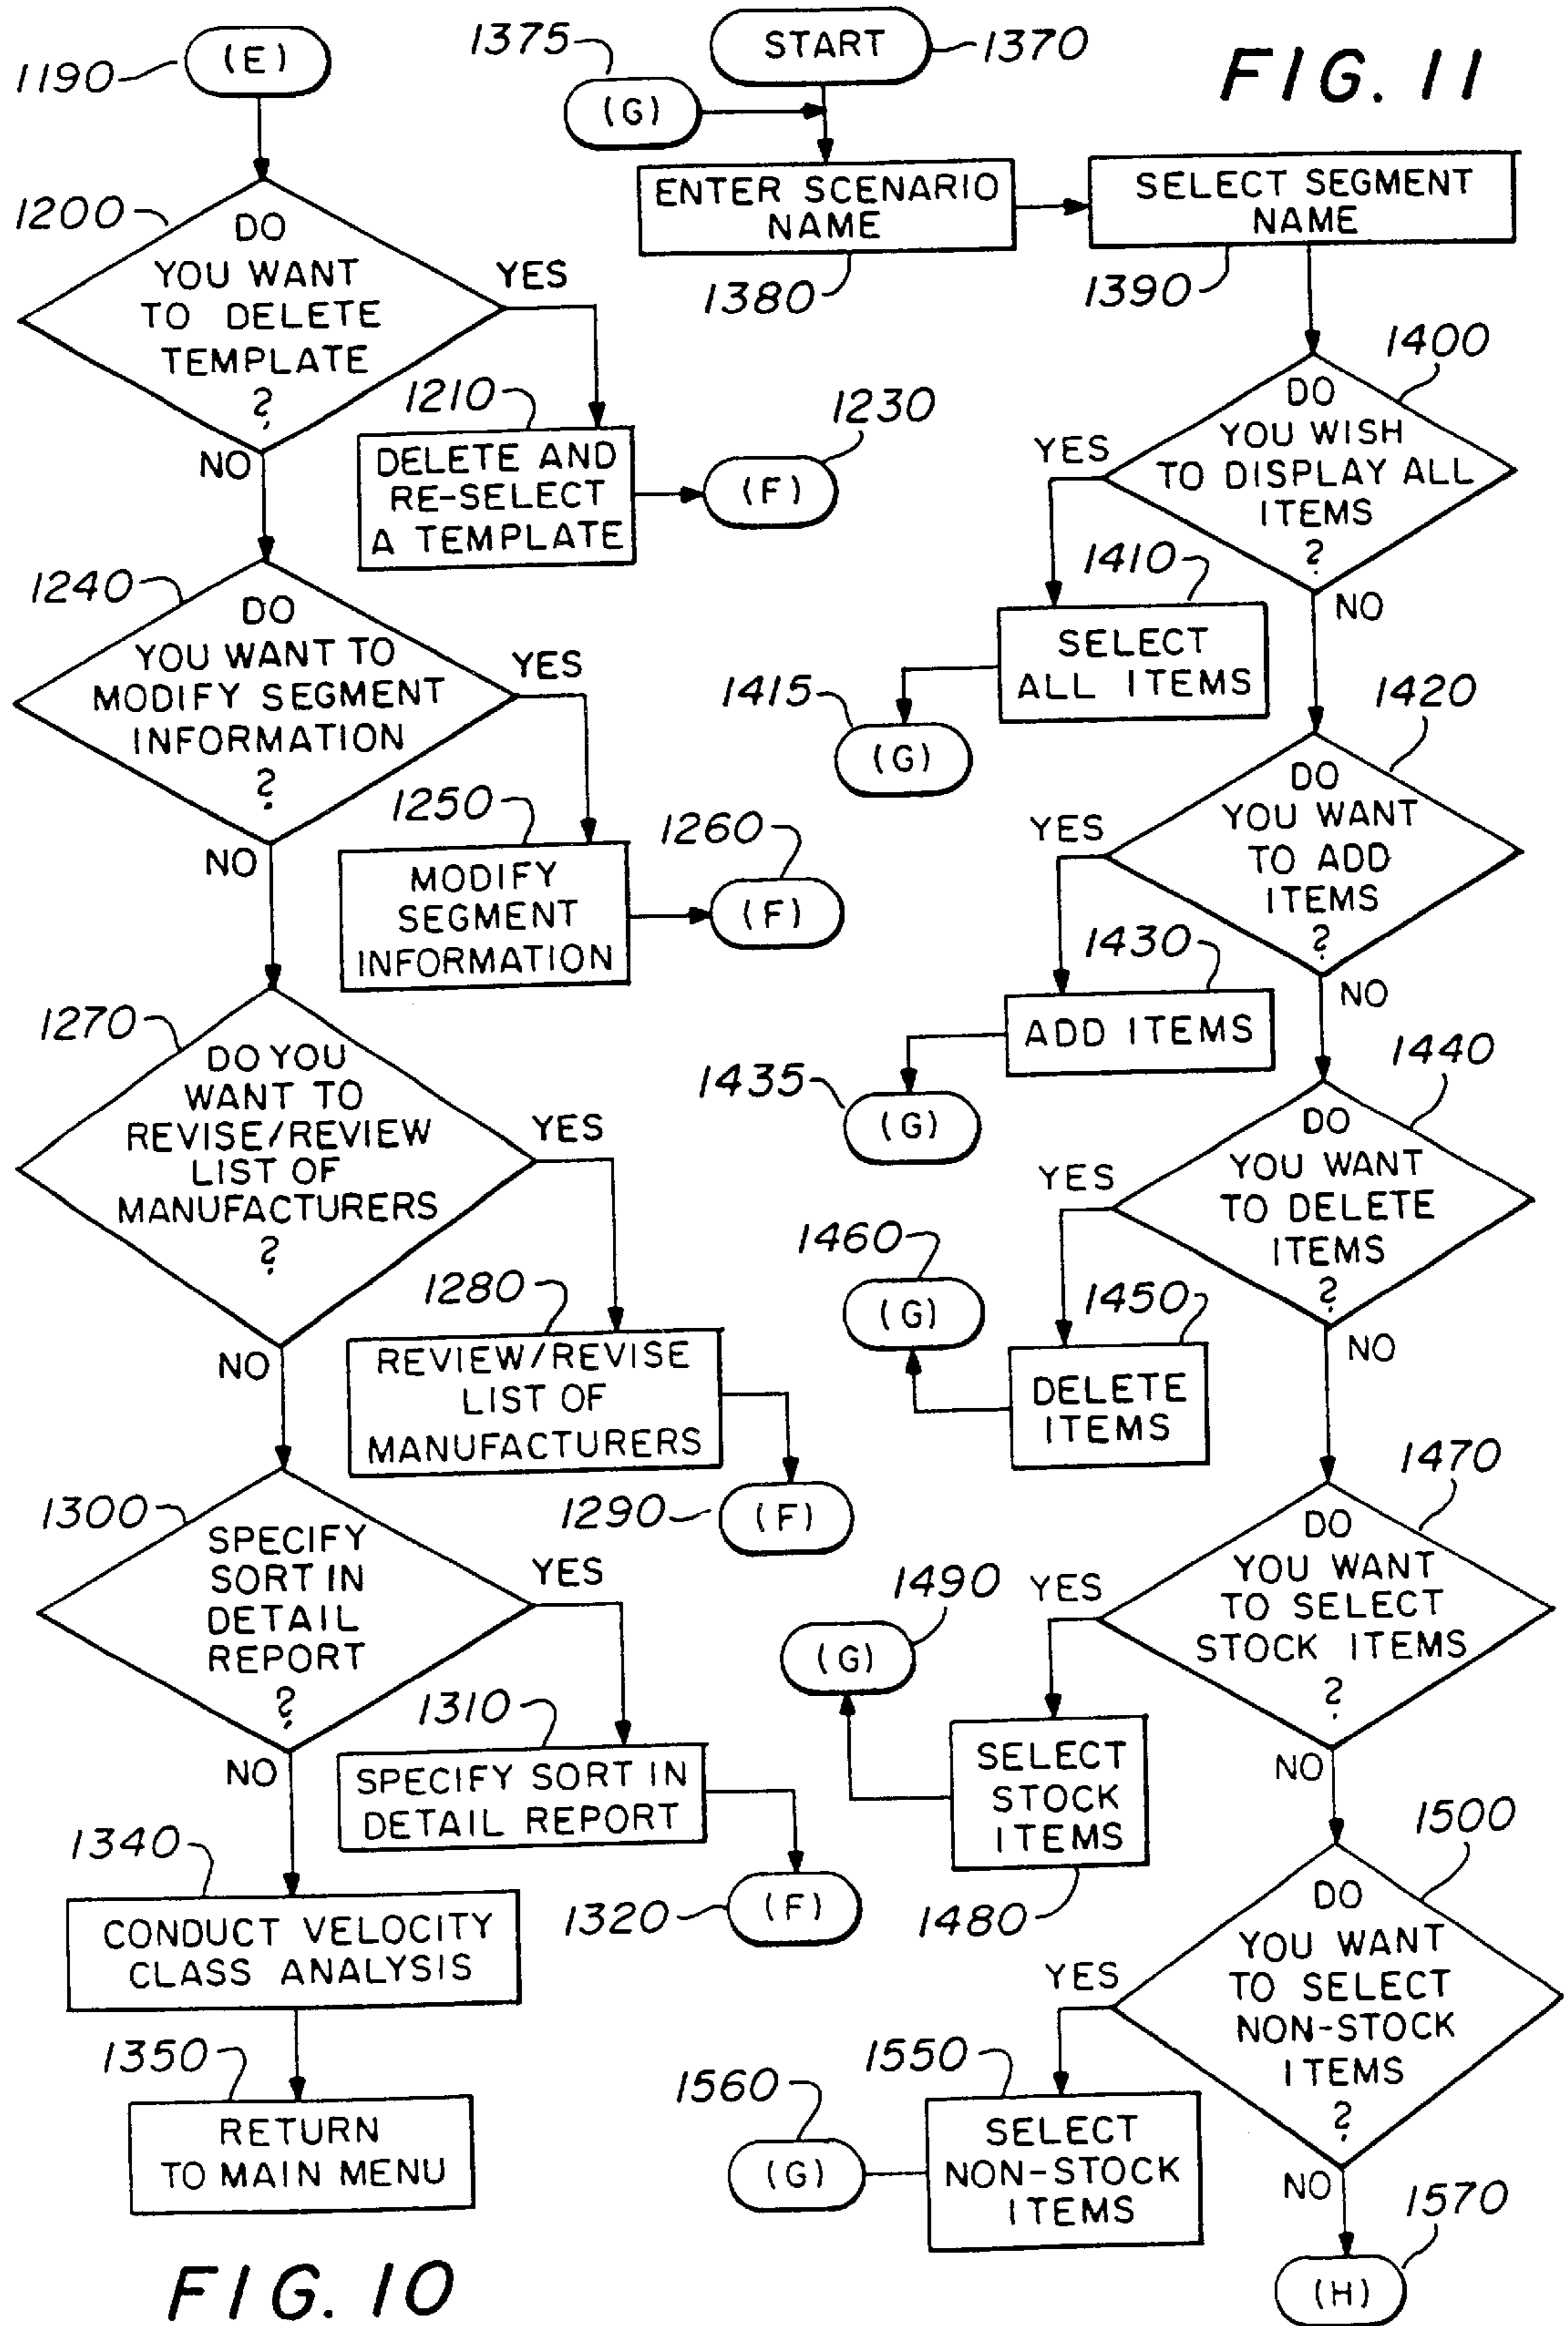 1190
(E)
1200
DO
YOU WANT
TO DELETE
TEMPLATE
?
YES
NO
1210
DELETE AND
RE-SELECT
A TEMPLATE
1230
(F)
1240
DO
YOU WANT TO
MODIFY SEGMENT
INFORMATION
?
YES
NO
1250
MODIFY
SEGMENT
INFORMATION
1260
(F)
1270
DO YOU
WANT TO
REVISE/REVIEW
LIST OF
MANUFACTURERS
?
YES
NO
1280
REVIEW/REVISE
LIST OF
MANUFACTURERS
1290
(F)
1300
SPECIFY
SORT IN
DETAIL
REPORT
?
YES
NO
1310
SPECIFY SORT IN
DETAIL REPORT
1320
(F)
1340
CONDUCT VELOCITY
CLASS ANALYSIS
1350
RETURN
TO MAIN MENU
FIG. 10
FIG. 11
START
1370
1375
(G)
ENTER SCENARIO
NAME
1380
SELECT SEGMENT
NAME
1390
1400
DO
YOU WISH
TO DISPLAY ALL
ITEMS
?
YES
NO
1410
SELECT
ALL ITEMS
1415
(G)
1420
DO
YOU WANT
TO ADD
ITEMS
?
YES
NO
1430
ADD ITEMS
1435
(G)
1440
DO
YOU WANT
TO DELETE
ITEMS
?
YES
NO
1450
DELETE
ITEMS
1460
(G)
1470
DO
YOU WANT
TO SELECT
STOCK ITEMS
?
YES
NO
SELECT
STOCK
ITEMS
1480
1490
(G)
1500
DO
YOU WANT
TO SELECT
NON-STOCK
ITEMS
?
YES
NO
1550
SELECT
NON-STOCK
ITEMS
1560
(G)
1570
(H)